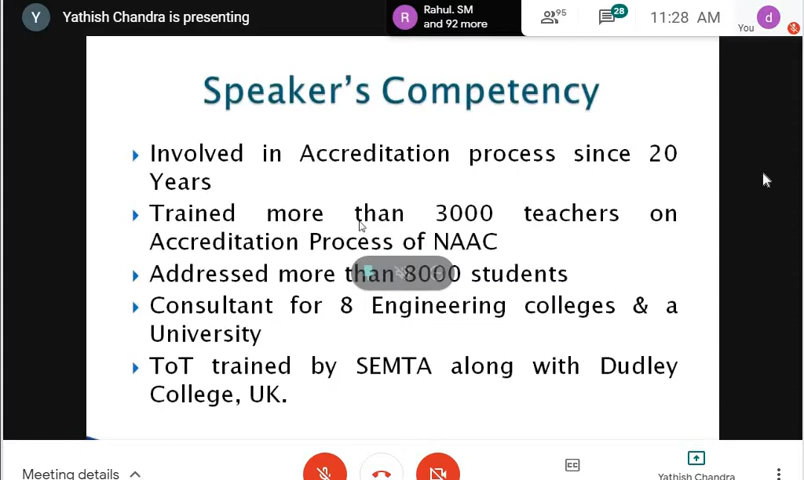 Y Yathish Chandra is presenting
R Rahul. SM
and 92 more
95
28
11:28 AM
You
d
Speaker's Competency
Involved in Accreditation process since 20
Years
Trained more than 3000 teachers on
Accreditation Process of NAAC
Addressed more than 8000 students
Consultant for 8 Engineering colleges & a
University
ToT trained by SEMTA along with Dudley
College, UK.
Meeting details
CC
Yathish Chandra